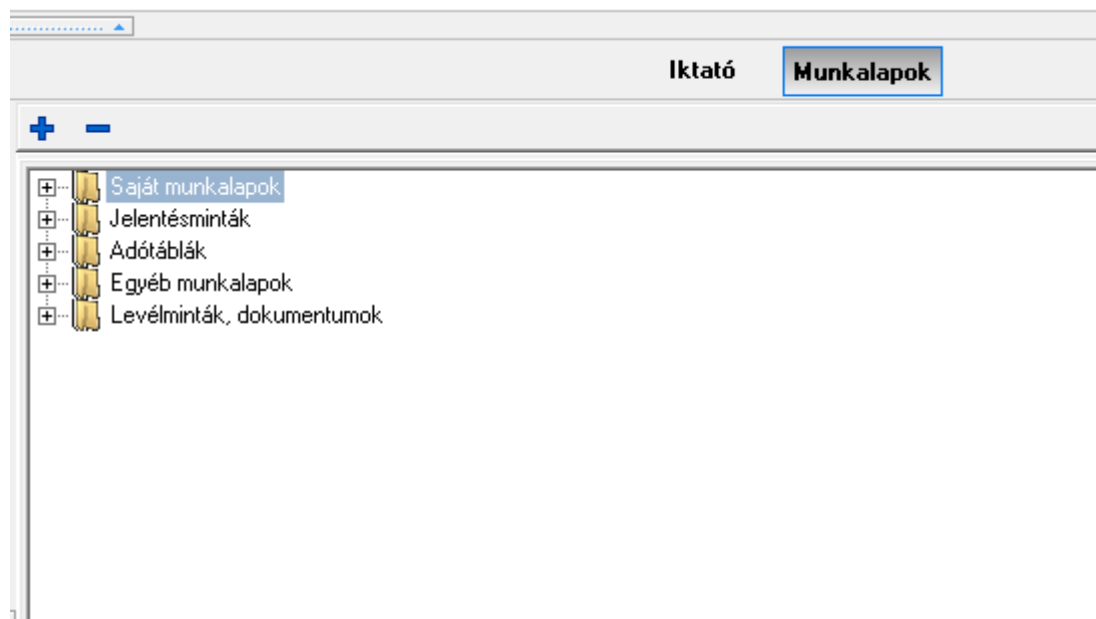 Iktató Munkalapok
Saját munkalapok
Jelentésminták
Adótáblák
Egyéb munkalapok
Levélminták, dokumentumok